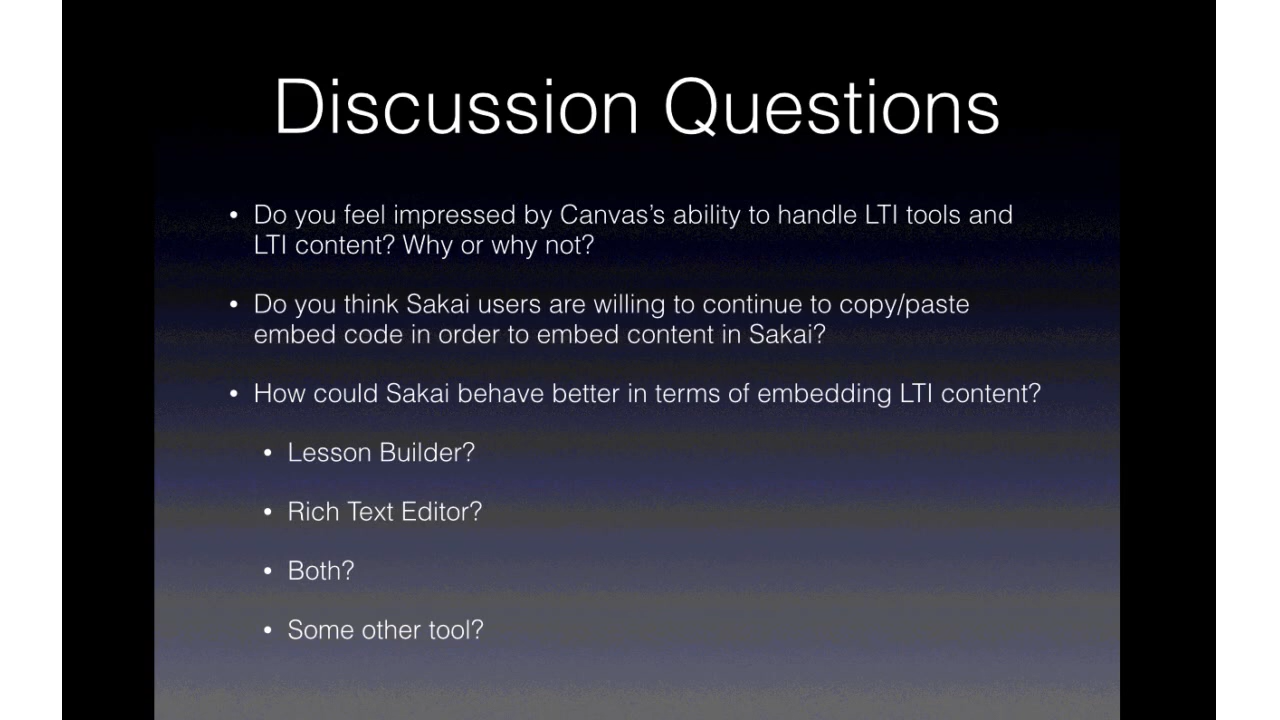 Discussion Questions
• Do you feel impressed by Canvas’s ability to handle LTI tools and
LTI content? Why or why not?
• Do you think Sakai users are willing to continue to copy/paste
embed code in order to embed content in Sakai?
• How could Sakai behave better in terms of embedding LTI content?
• Lesson Builder?
• Rich Text Editor?
• Both?
• Some other tool?